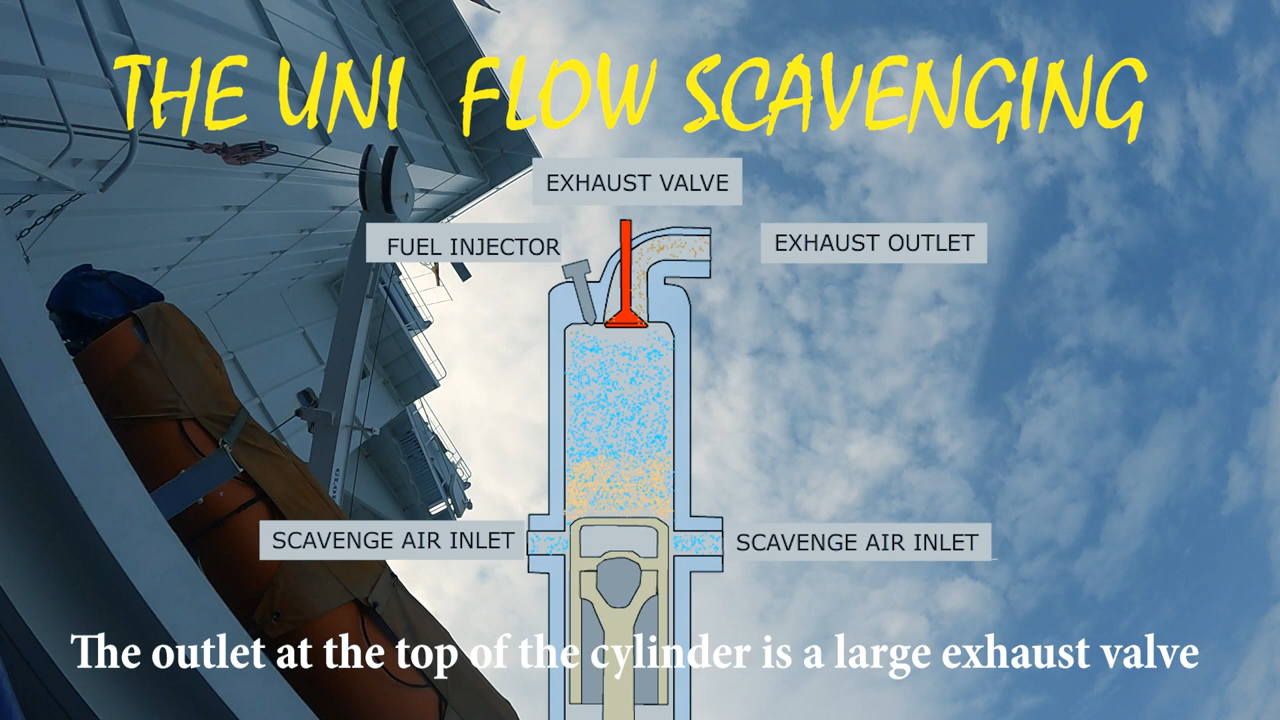 THE UNI FLOW SCAVENGING
EXHAUST VALVE
FUEL INJECTOR
EXHAUST OUTLET
SCAVENGE AIR INLET
SCAVENGE AIR INLET
The outlet at the top of the cylinder is a large exhaust valve